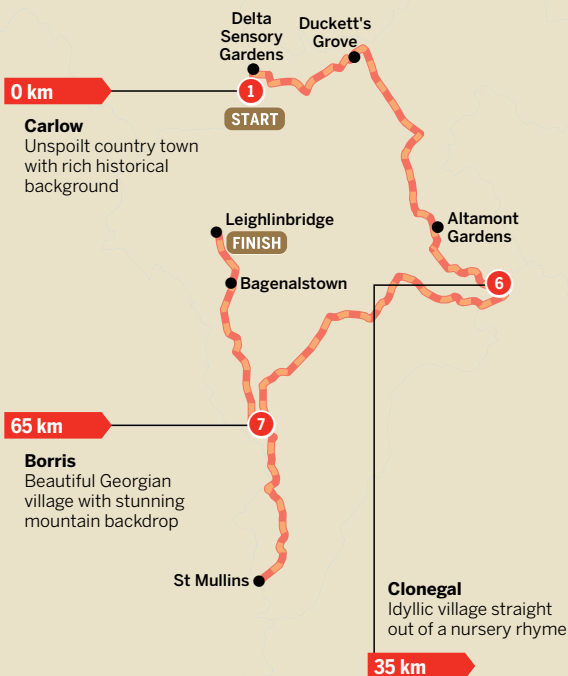 Delta
Sensory
Gardens
Duckett's
Grove
0 km
1
START
Carlow
Unspoilt country town
with rich historical
background
Leighlinbridge
FINISH
Altamont
Gardens
Bagenalstown
6
65 km
7
Borris
Beautiful Georgian
village with stunning
mountain backdrop
St Mullins
Clonegal
Idyllic village straight
out of a nursery rhyme
35 km